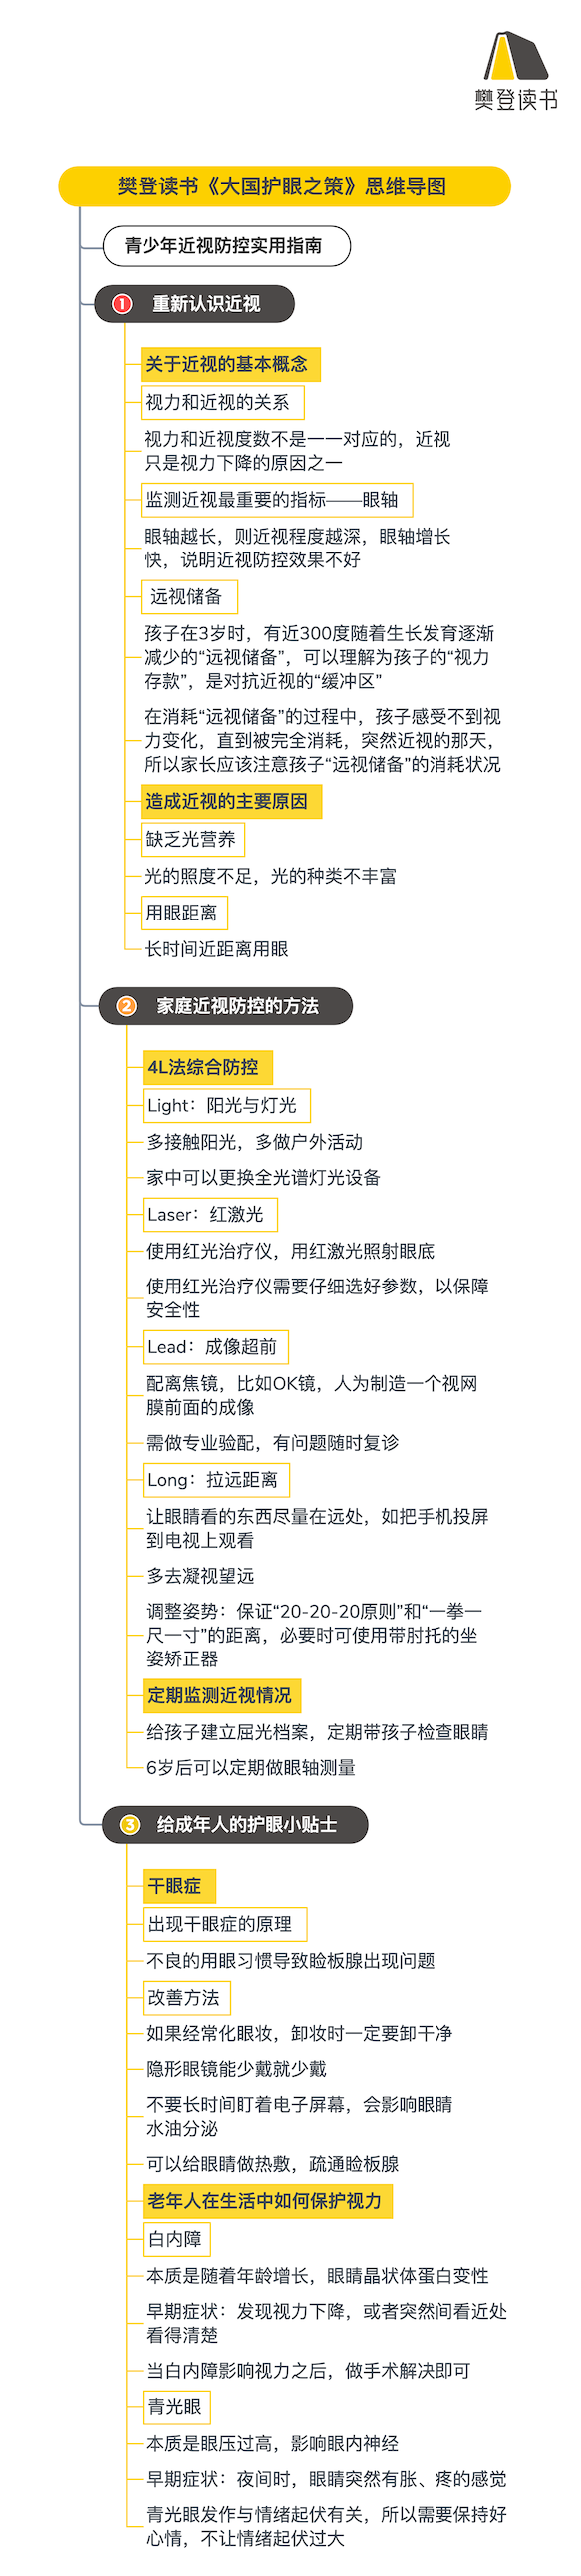 樊登读书
樊登读书《大国护眼之策》思维导图
青少年近视防控实用指南
1 重新认识近视
关于近视的基本概念
视力和近视的关系
视力和近视度数不是一一对应的，近视
只是视力下降的原因之一
监测近视最重要的指标——眼轴
眼轴越长，则近视程度越深，眼轴增长
快，说明近视防控效果不好
远视储备
孩子在3岁时，有近300度随着生长发育逐渐
减少的“远视储备”，可以理解为孩子的“视力
存款”，是对抗近视的“缓冲区”
在消耗“远视储备”的过程中，孩子感受不到视
力变化，直到被完全消耗，突然近视的那天，
所以家长应该注意孩子“远视储备”的消耗状况
造成近视的主要原因
缺乏光营养
光的照度不足，光的种类不丰富
用眼距离
长时间近距离用眼
2 家庭近视防控的方法
4L法综合防控
Light：阳光与灯光
多接触阳光，多做户外活动
家中可以更换全光谱灯光设备
Laser：红激光
使用红光治疗仪，用红激光照射眼底
使用红光治疗仪需要仔细选好参数，以保障
安全性
Lead：成像超前
配离焦镜，比如OK镜，人为制造一个视网
膜前面的成像
需做专业验配，有问题随时复诊
Long：拉远距离
让眼睛看的东西尽量在远处，如把手机投屏
到电视上观看
多去凝视望远
调整姿势：保证“20-20-20原则”和“一拳一
尺一寸”的距离，必要时可使用带肘托的坐
姿矫正器
定期监测近视情况
给孩子建立屈光档案，定期带孩子检查眼睛
6岁后可以定期做眼轴测量
3 给成年人的护眼小贴士
干眼症
出现干眼症的原理
不良的用眼习惯导致睑板腺出现问题
改善方法
如果经常化眼妆，卸妆时一定要卸干净
隐形眼镜能少戴就少戴
不要长时间盯着电子屏幕，会影响眼睛
水油分泌
可以给眼睛做热敷，疏通睑板腺
老年人在生活中如何保护视力
白内障
本质是随着年龄增长，眼睛晶状体蛋白变性
早期症状：发现视力下降，或者突然间看近处
看得清楚
当白内障影响视力之后，做手术解决即可
青光眼
本质是眼压过高，影响眼内神经
早期症状：夜间时，眼睛突然有胀、疼的感觉
青光眼发作与情绪起伏有关，所以需要保持好
心情，不让情绪起伏过大